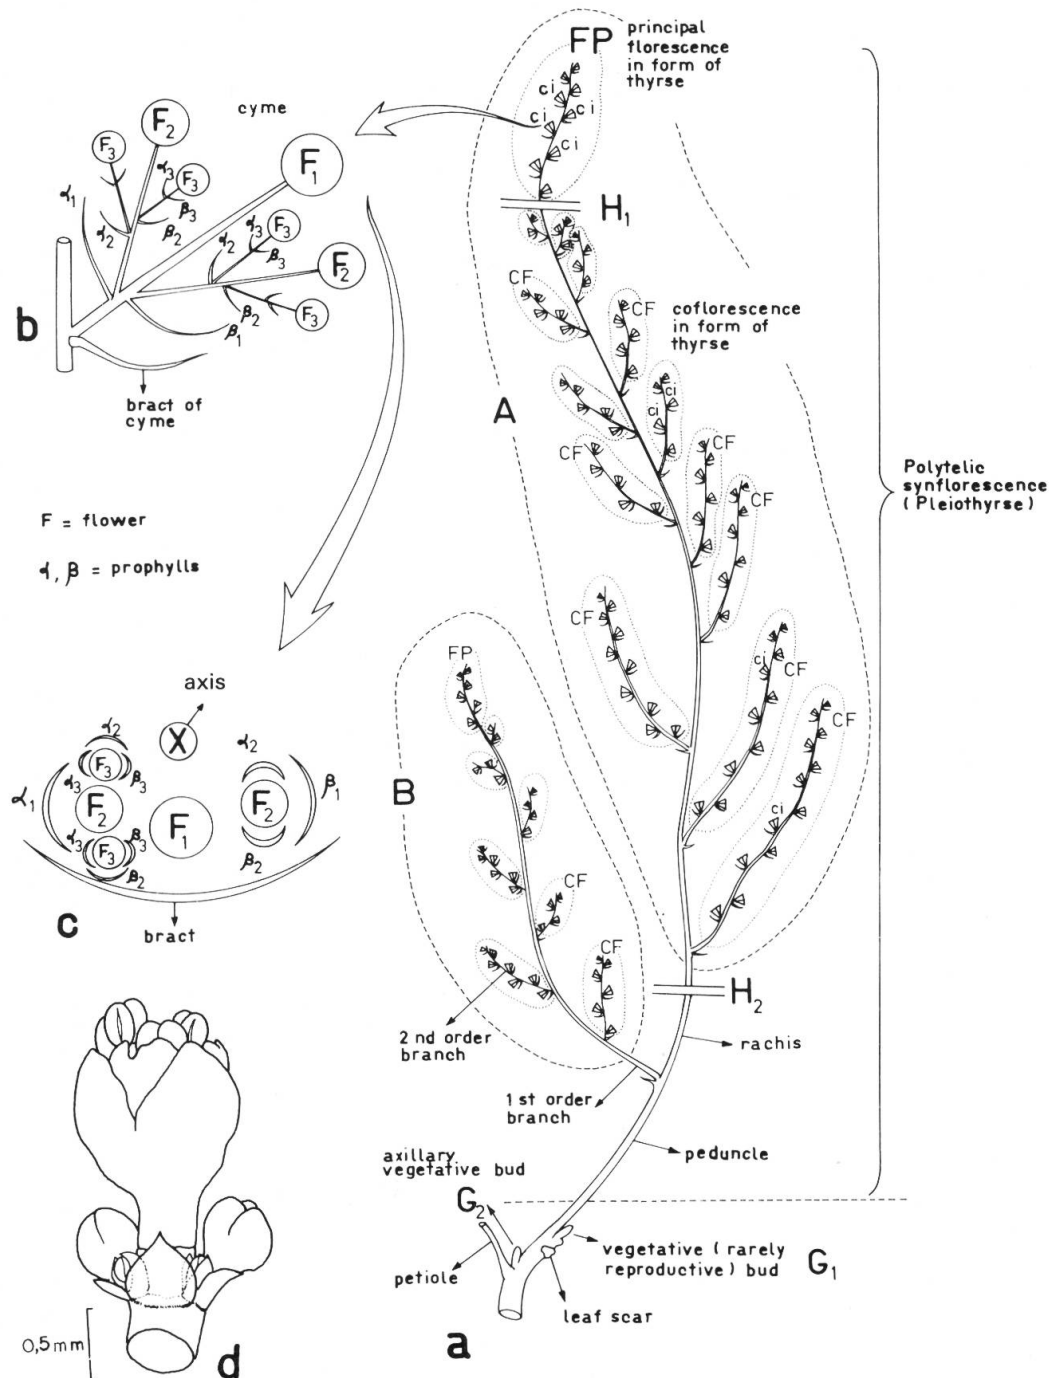 FP
principal
florescence
in form of
thyrse
ci
ci
ci
ci
H₁
cyme
F₂
F₃
F₁
α₃
F₃
α₁
β₃
α₂
β₂
α₃
F₃
α₂
β₃
F₂
β₂
F₃
β₁
b
bract of
cyme
CF
CF
coflorescence
in form of
thyrse
A
ci
ci
CF
CF
CF
Polytelic
synflorescence
(Pleiothyrse)
F = flower
α, β = prophylls
CF
ci
CF
CF
ci
axis
X
α₂
F₃
α₃
β₃
α₁
F₂
F₁
α₃
β₃
F₃
β₂
α₂
F₂
β₁
β₂
c
bract
FP
B
CF
CF
2 nd order
branch
H₂
rachis
1 st order
branch
peduncle
axillary
vegetative bud
G₂
petiole
vegetative (rarely
reproductive) bud
G₁
leaf scar
a
0,5mm
d